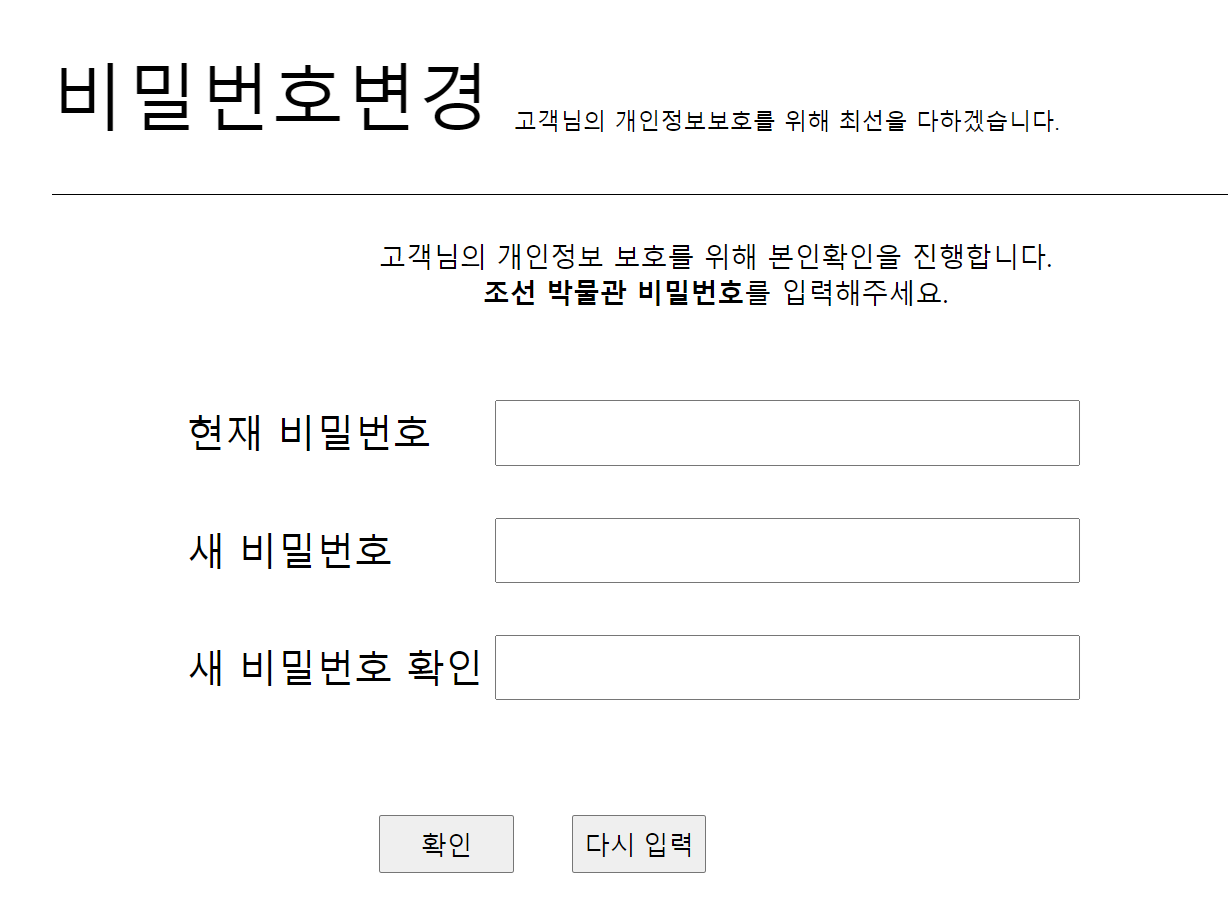 비밀번호변경 고객님의 개인정보보호를 위해 최선을 다하겠습니다.
고객님의 개인정보 보호를 위해 본인확인을 진행합니다.
조선 박물관 비밀번호를 입력해주세요.
현재 비밀번호
새 비밀번호
새 비밀번호 확인
확인 다시 입력